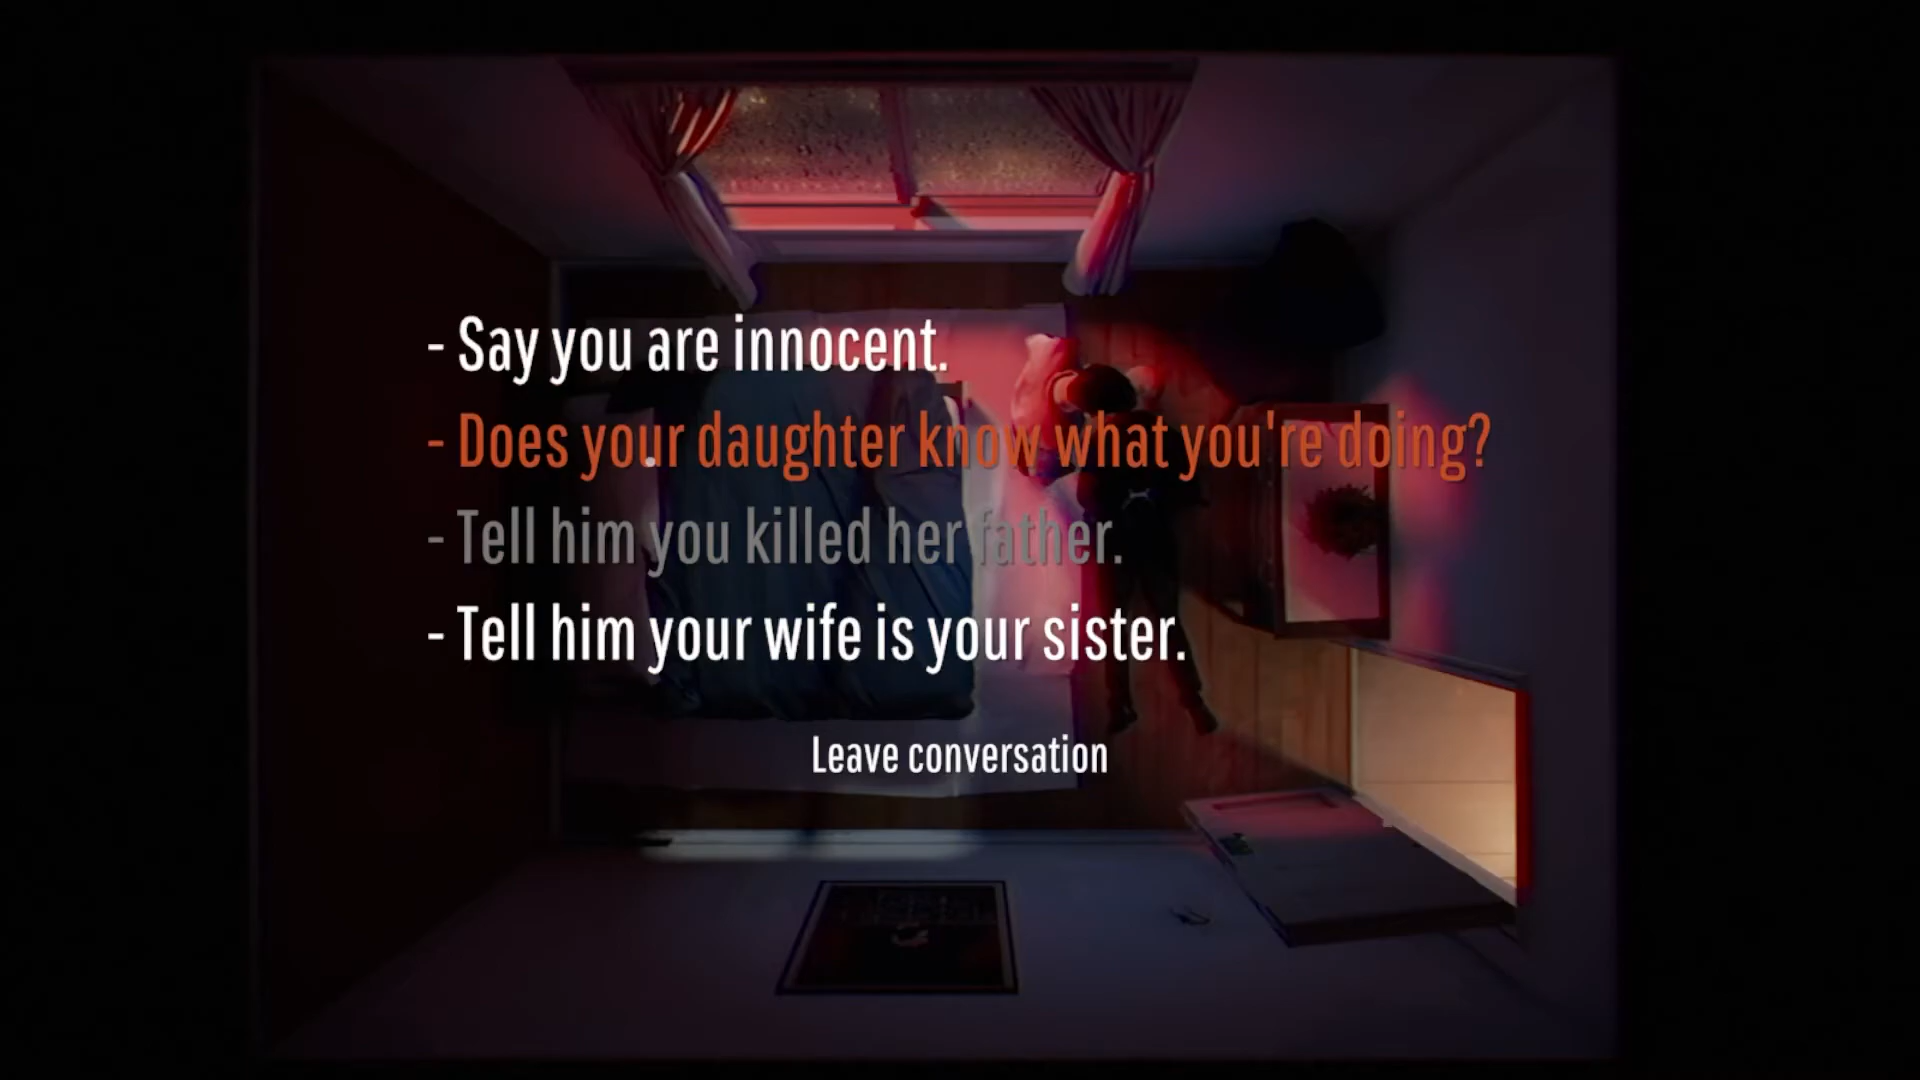 - Say you are innocent.
- Does your daughter know what you're doing?
- Tell him you killed her father.
- Tell him your wife is your sister.
Leave conversation